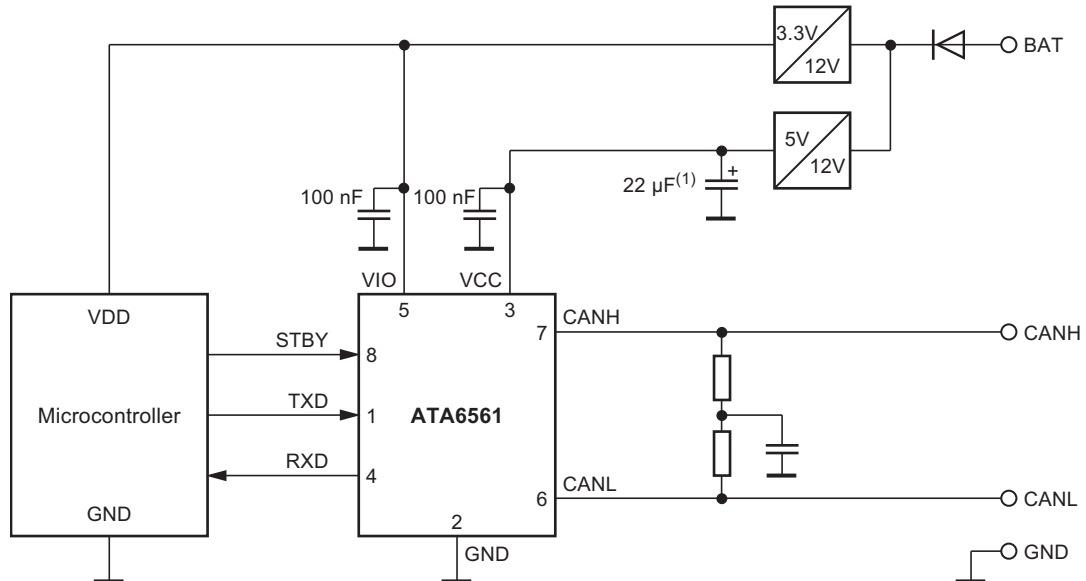 3.3V
12V
BAT
5V
12V
22 µF(1)
+
100 nF
100 nF
VIO
VCC
5
3
VDD
CANH
7
CANH
STBY
8
Microcontroller
TXD
1
ATA6561
RXD
4
CANL
6
CANL
GND
2
GND
GND